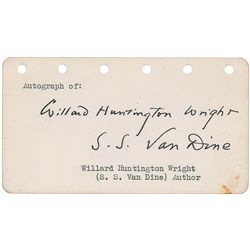 Autograph of:
Willard Huntington Wright
S. S. Van Dine
Willard Huntington Wright
(S. S. Van Dine) Author